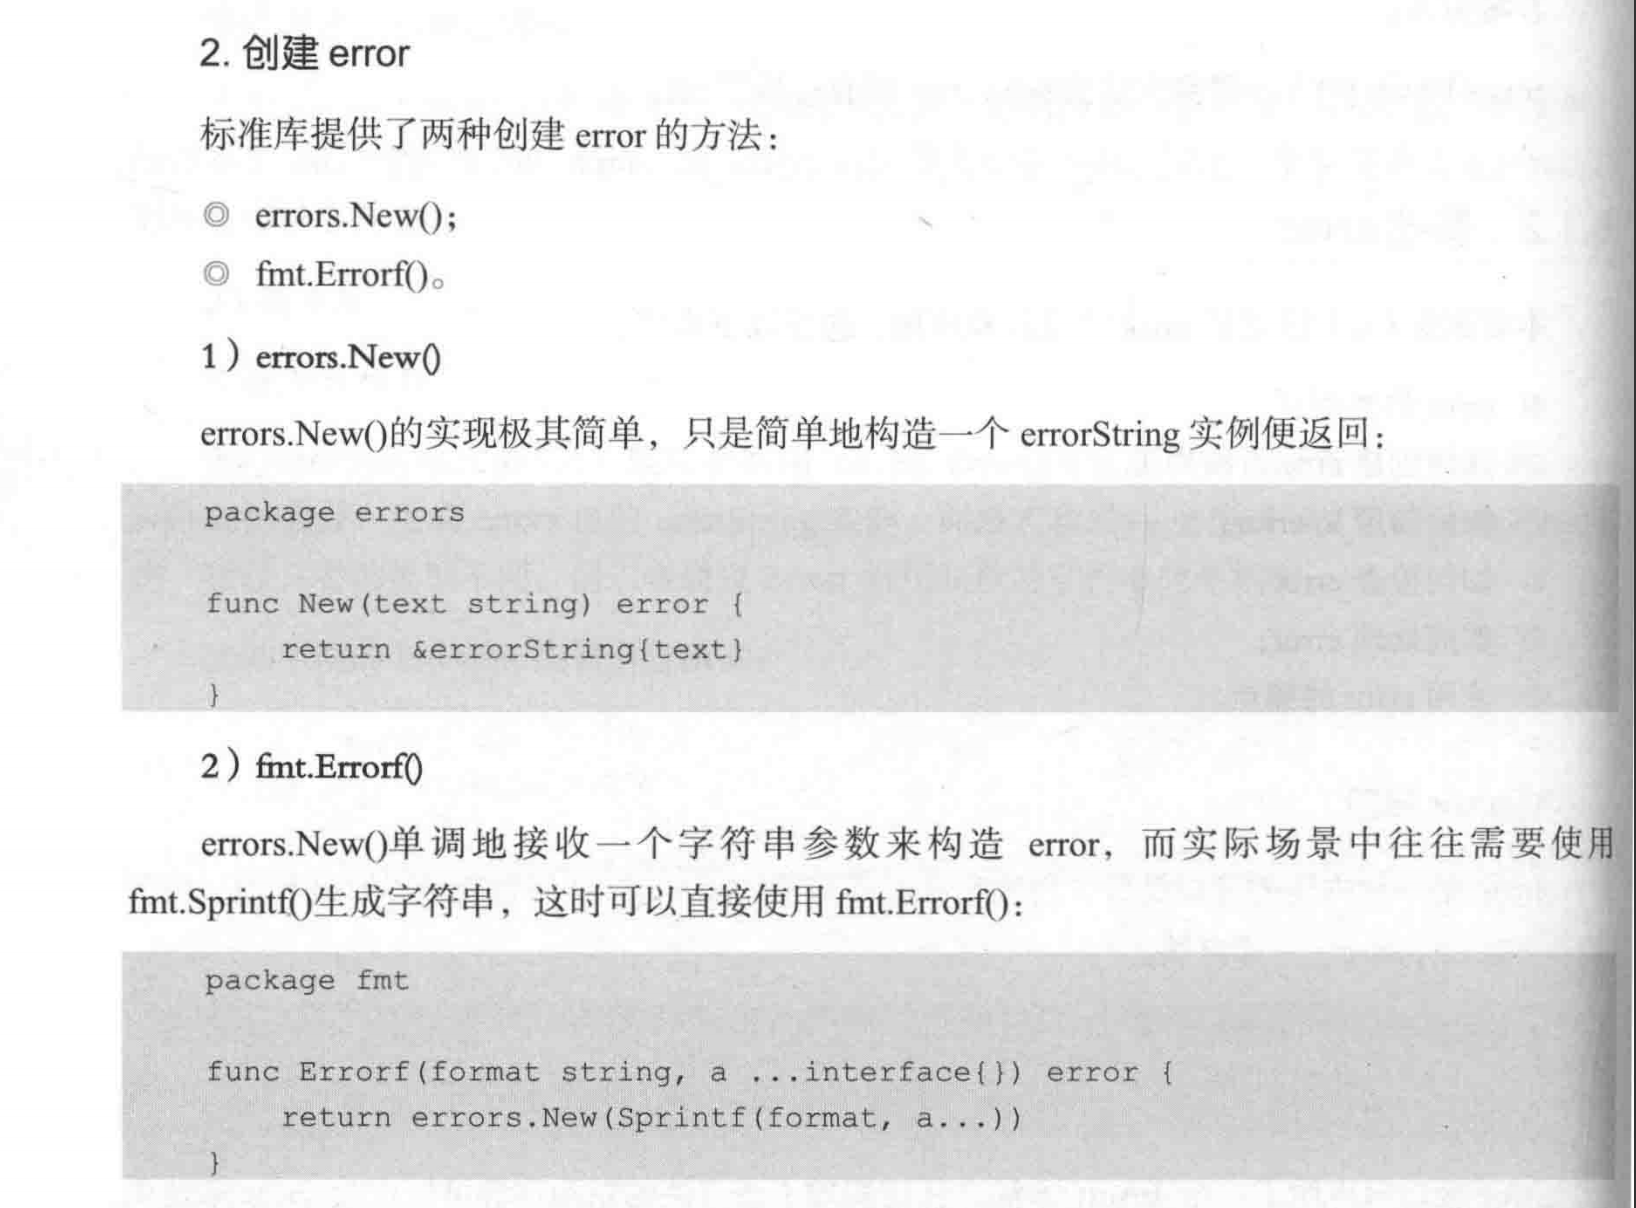 2. 创建 error
标准库提供了两种创建 error 的方法：
◎ errors.New()；
◎ fmt.Errorf()。
1）errors.New()
errors.New()的实现极其简单，只是简单地构造一个 errorString 实例便返回：
package errors
func New(text string) error {
    return &errorString{text}
}
2）fmt.Errorf()
errors.New()单调地接收一个字符串参数来构造 error，而实际场景中往往需要使用
fmt.Sprintf()生成字符串，这时可以直接使用 fmt.Errorf()：
package fmt
func Errorf(format string, a ...interface{}) error {
    return errors.New(Sprintf(format, a...))
}